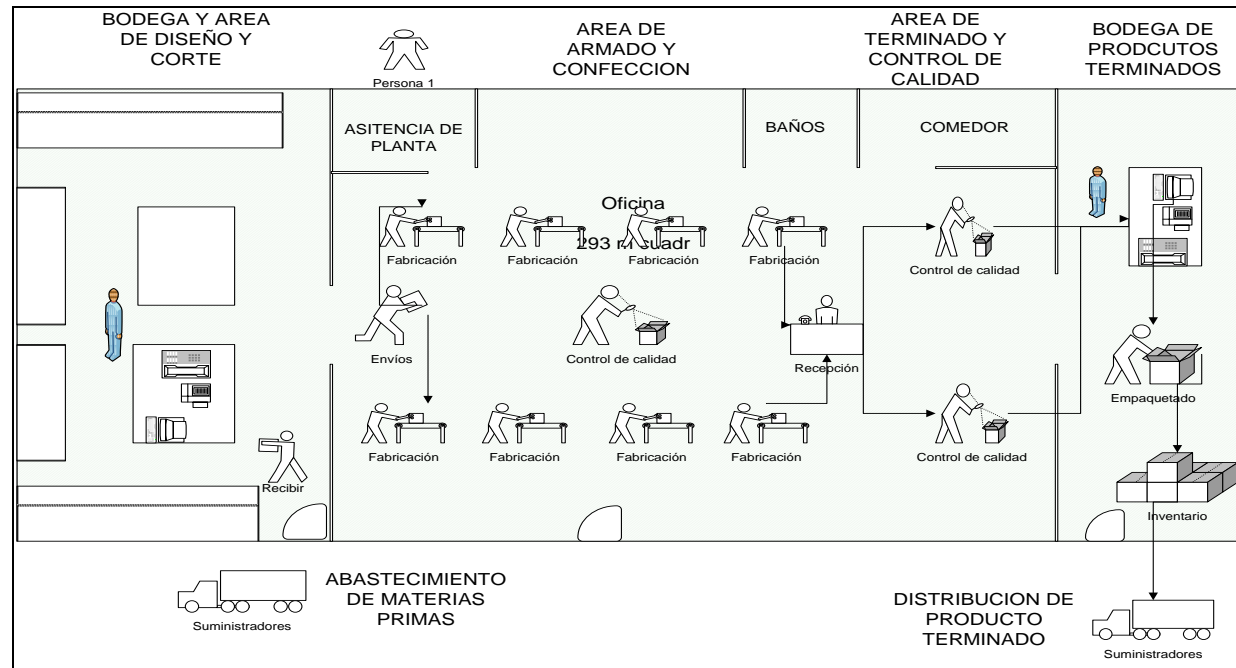 BODEGA Y AREA
DE DISEÑO Y
CORTE
Persona 1
AREA DE
ARMADO Y
CONFECCION
AREA DE
TERMINADO Y
CONTROL DE
CALIDAD
BODEGA DE
PRODCUTOS
TERMINADOS
ASITENCIA DE
PLANTA
BAÑOS
COMEDOR
Oficina
293 m cuadr
Fabricación
Fabricación
Fabricación
Fabricación
Control de calidad
Envíos
Control de calidad
Recepción
Empaquetado
Fabricación
Fabricación
Fabricación
Fabricación
Control de calidad
Recibir
Inventario
Suministradores
ABASTECIMIENTO
DE MATERIAS
PRIMAS
DISTRIBUCION DE
PRODUCTO
TERMINADO
Suministradores